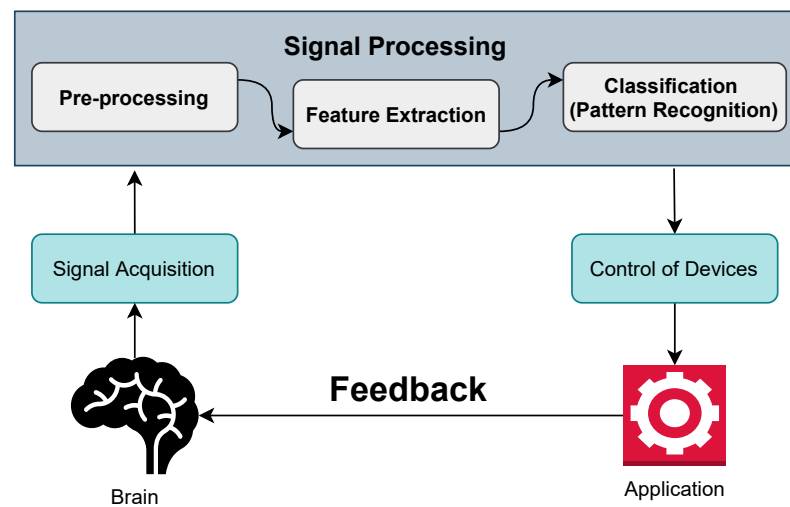 Signal Processing
Pre-processing
Feature Extraction
Classification
(Pattern Recognition)
Signal Acquisition
Control of Devices
Feedback
Brain
Application